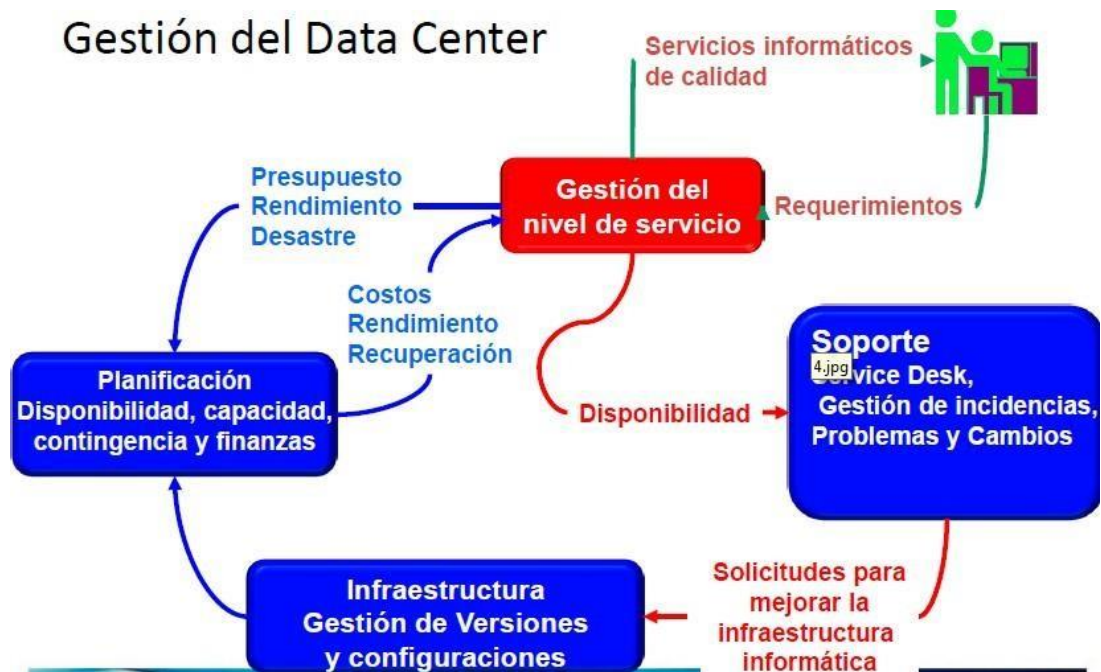 Gestión del Data Center
Servicios informáticos
de calidad
Presupuesto
Rendimiento
Desastre
Gestión del
nivel de servicio
Requerimientos
Costos
Rendimiento
Recuperación
Planificación
Disponibilidad, capacidad,
contingencia y finanzas
Disponibilidad
Soporte
4.jpg
Service Desk,
Gestión de incidencias,
Problemas y Cambios
Infraestructura
Gestión de Versiones
y configuraciones
Solicitudes para
mejorar la
infraestructura
informática